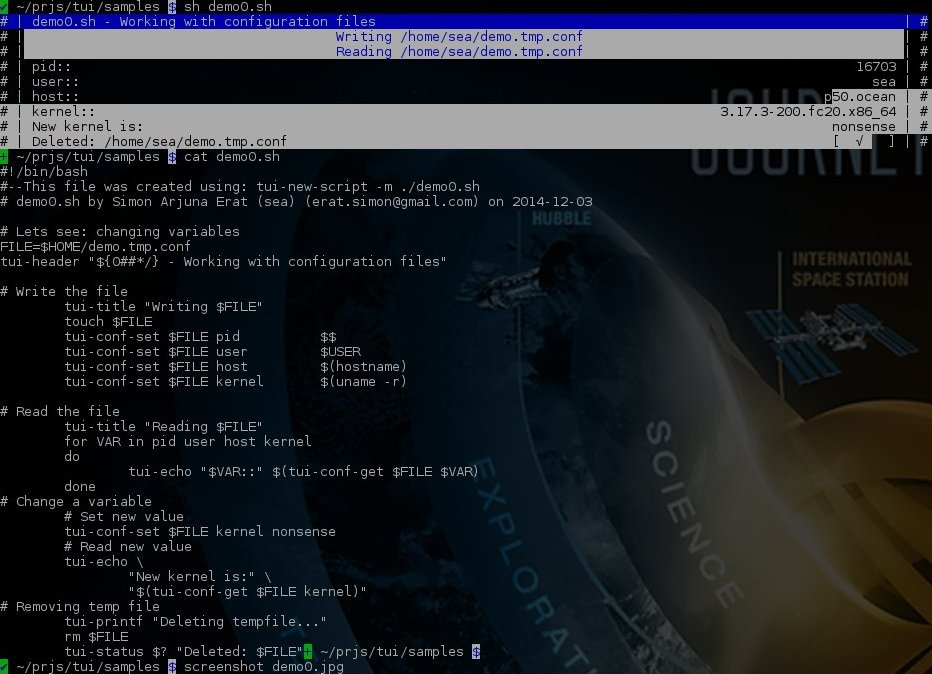 ✔ ~/prjs/tui/samples $ sh demo0.sh
# | demo0.sh - Working with configuration files | #
# | Writing /home/sea/demo.tmp.conf | #
# | Reading /home/sea/demo.tmp.conf | #
# | pid:: 16703 | #
# | user:: sea | #
# | host:: p50.ocean | #
# | kernel:: 3.17.3-200.fc20.x86_64 | #
# | New kernel is: nonsense | #
# | Deleted: /home/sea/demo.tmp.conf [ √ ] | #
+ ~/prjs/tui/samples $ cat demo0.sh
#!/bin/bash
#--This file was created using: tui-new-script -m ./demo0.sh
# demo0.sh by Simon Arjuna Erat (sea) (erat.simon@gmail.com) on 2014-12-03
# Lets see: changing variables
FILE=$HOME/demo.tmp.conf
tui-header "${0##*/} - Working with configuration files"
# Write the file
tui-title "Writing $FILE"
touch $FILE
tui-conf-set $FILE pid $$
tui-conf-set $FILE user $USER
tui-conf-set $FILE host $(hostname)
tui-conf-set $FILE kernel $(uname -r)
# Read the file
tui-title "Reading $FILE"
for VAR in pid user host kernel
do
tui-echo "$VAR::" $(tui-conf-get $FILE $VAR)
done
# Change a variable
# Set new value
tui-conf-set $FILE kernel nonsense
# Read new value
tui-echo \
"New kernel is:" \
"$(tui-conf-get $FILE kernel)"
# Removing temp file
tui-printf "Deleting tempfile..."
rm $FILE
tui-status $? "Deleted: $FILE"+ ~/prjs/tui/samples $
✔ ~/prjs/tui/samples $ screenshot demo0.jpg
JOURNEY
HUBBLE
INTERNATIONAL
SPACE STATION
SCIENCE
EXPLORAT